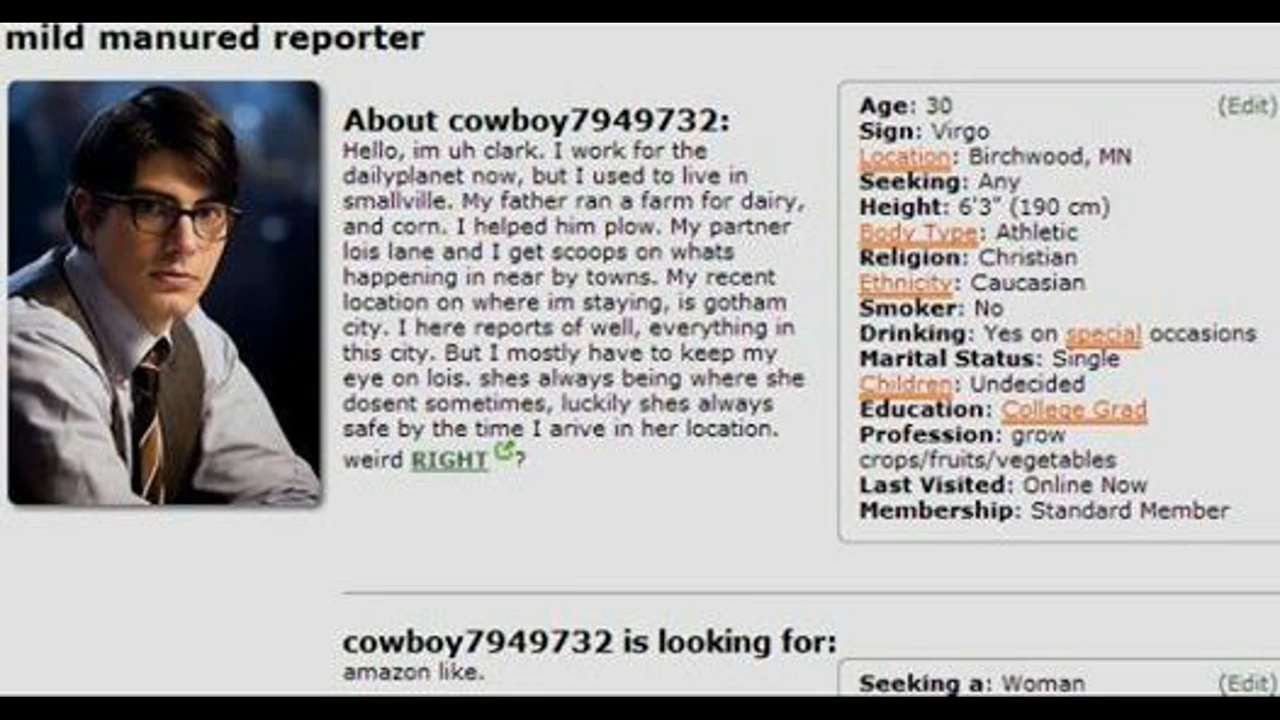 mild manured reporter
About cowboy7949732:
Hello, im uh clark. I work for the
dailyplanet now, but I used to live in
smallville. My father ran a farm for dairy,
and corn. I helped him plow. My partner
lois lane and I get scoops on whats
happening in near by towns. My recent
location on where im staying, is gotham
city. I here reports of well, everything in
this city. But I mostly have to keep my
eye on lois. shes always being where she
dosent sometimes, luckily shes always
safe by the time I arive in her location.
weird RIGHT ?
Age: 30 (Edit)
Sign: Virgo
Location: Birchwood, MN
Seeking: Any
Height: 6'3" (190 cm)
Body Type: Athletic
Religion: Christian
Ethnicity: Caucasian
Smoker: No
Drinking: Yes on special occasions
Marital Status: Single
Children: Undecided
Education: College Grad
Profession: grow
crops/fruits/vegetables
Last Visited: Online Now
Membership: Standard Member
cowboy7949732 is looking for:
amazon like.
Seeking a: Woman (Edit)